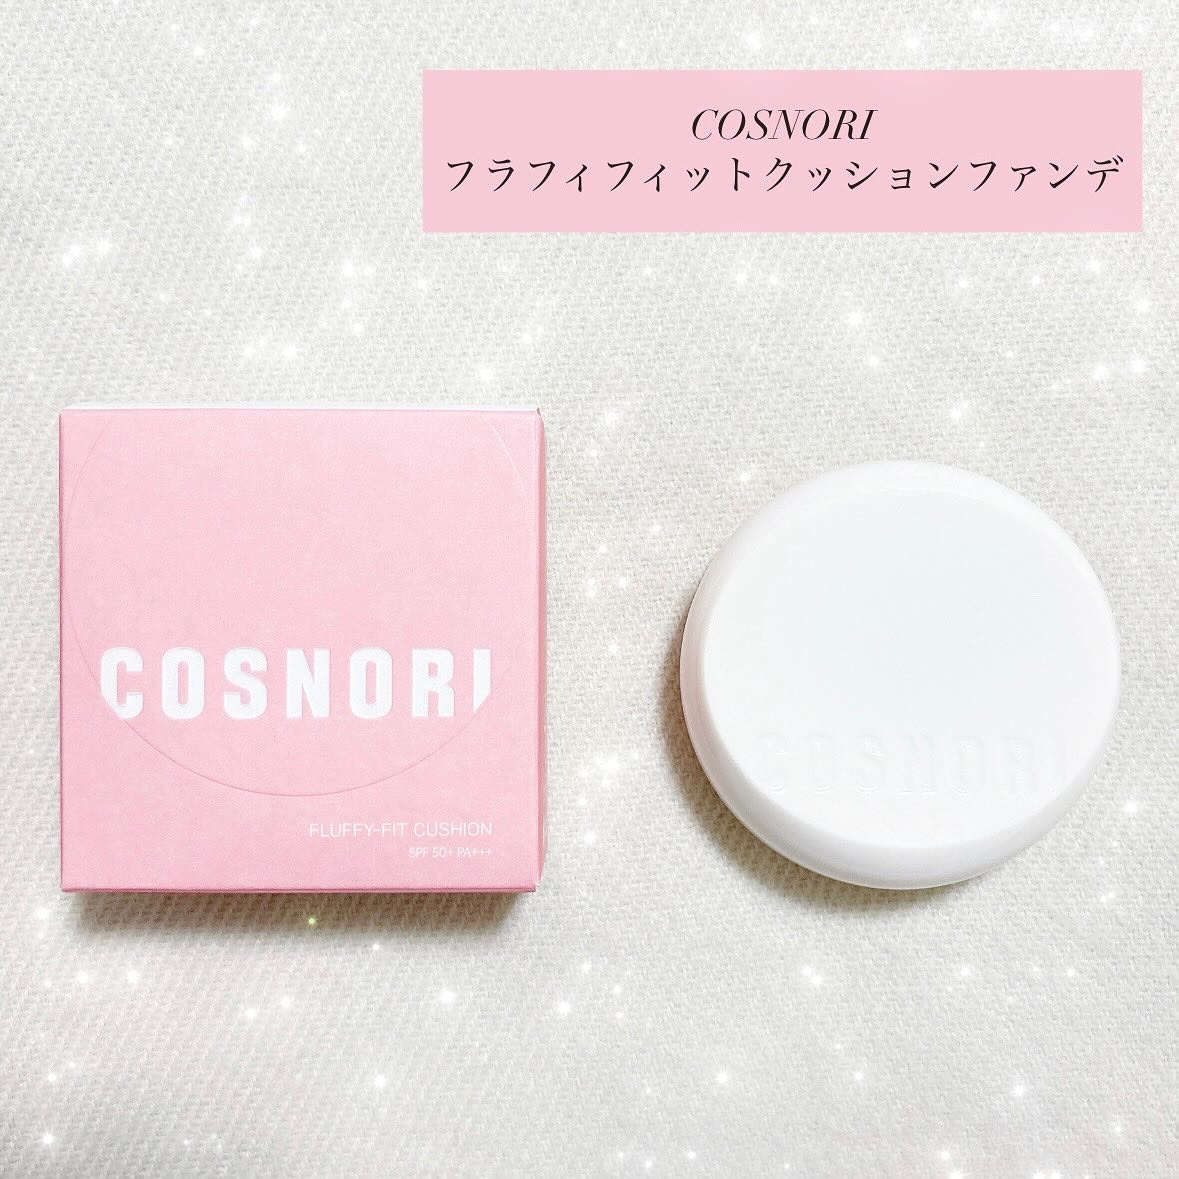 COSNORI
フラフィフィットクッションファンデ
COSNORI
FLUFFY-FIT CUSHION
SPF 50+ PA+++
COSNORI